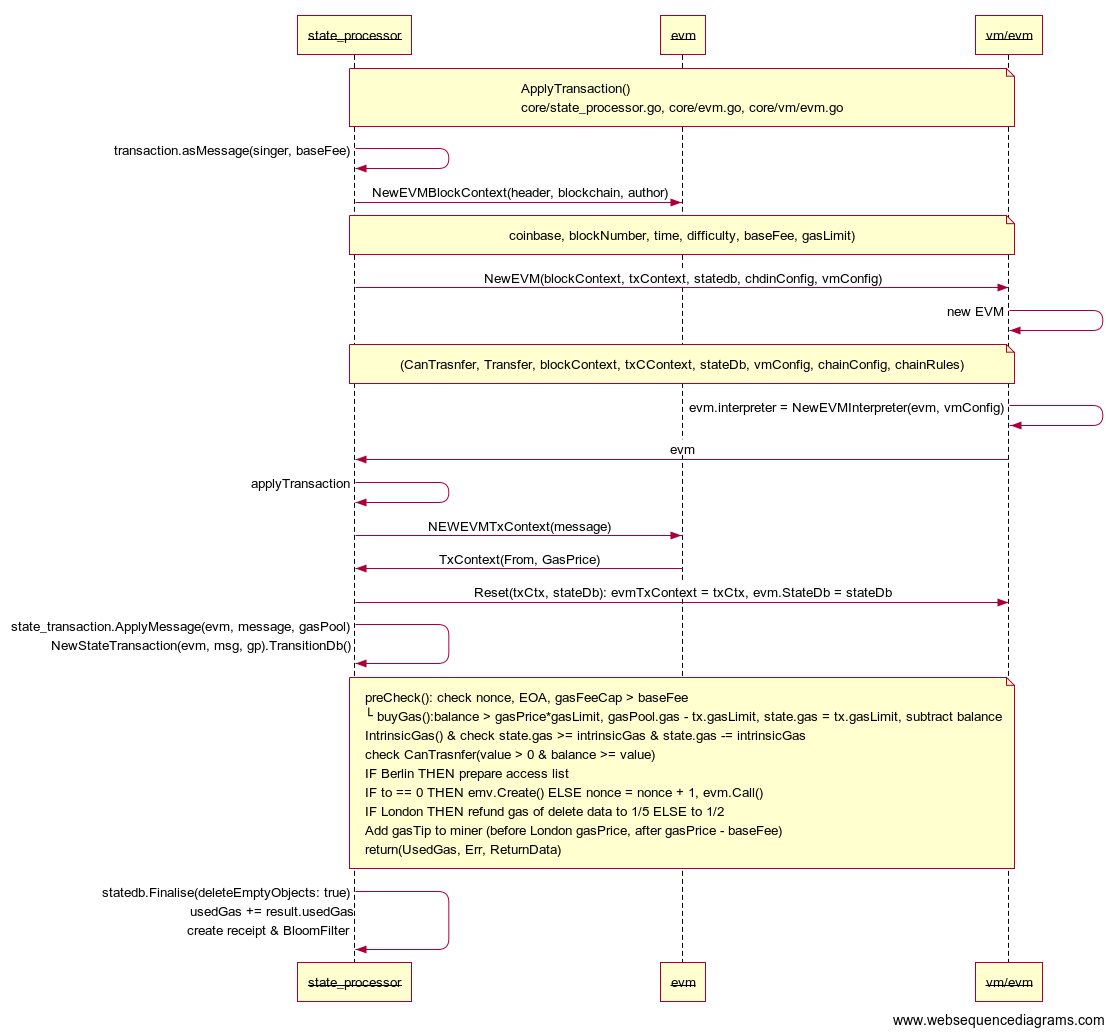 state_processor
evm
vm/evm
ApplyTransaction()
core/state_processor.go, core/evm.go, core/vm/evm.go
transaction.asMessage(singer, baseFee)
NewEVMBlockContext(header, blockchain, author)
coinbase, blockNumber, time, difficulty, baseFee, gasLimit)
NewEVM(blockContext, txContext, statedb, chdinConfig, vmConfig)
new EVM
(CanTrasnfer, Transfer, blockContext, txCContext, stateDb, vmConfig, chainConfig, chainRules)
evm.interpreter = NewEVMInterpreter(evm, vmConfig)
evm
applyTransaction
NEWEVMTxContext(message)
TxContext(From, GasPrice)
Reset(txCtx, stateDb): evmTxContext = txCtx, evm.StateDb = stateDb
state_transaction.ApplyMessage(evm, message, gasPool)
NewStateTransaction(evm, msg, gp).TransitionDb()
preCheck(): check nonce, EOA, gasFeeCap > baseFee
└ buyGas():balance > gasPrice*gasLimit, gasPool.gas - tx.gasLimit, state.gas = tx.gasLimit, subtract balance
IntrinsicGas() & check state.gas >= intrinsicGas & state.gas -= intrinsicGas
check CanTrasnfer(value > 0 & balance >= value)
IF Berlin THEN prepare access list
IF to == 0 THEN emv.Create() ELSE nonce = nonce + 1, evm.Call()
IF London THEN refund gas of delete data to 1/5 ELSE to 1/2
Add gasTip to miner (before London gasPrice, after gasPrice - baseFee)
return(UsedGas, Err, ReturnData)
statedb.Finalise(deleteEmptyObjects: true)
usedGas += result.usedGas
create receipt & BloomFilter
state_processor
evm
vm/evm
www.websequencediagrams.com